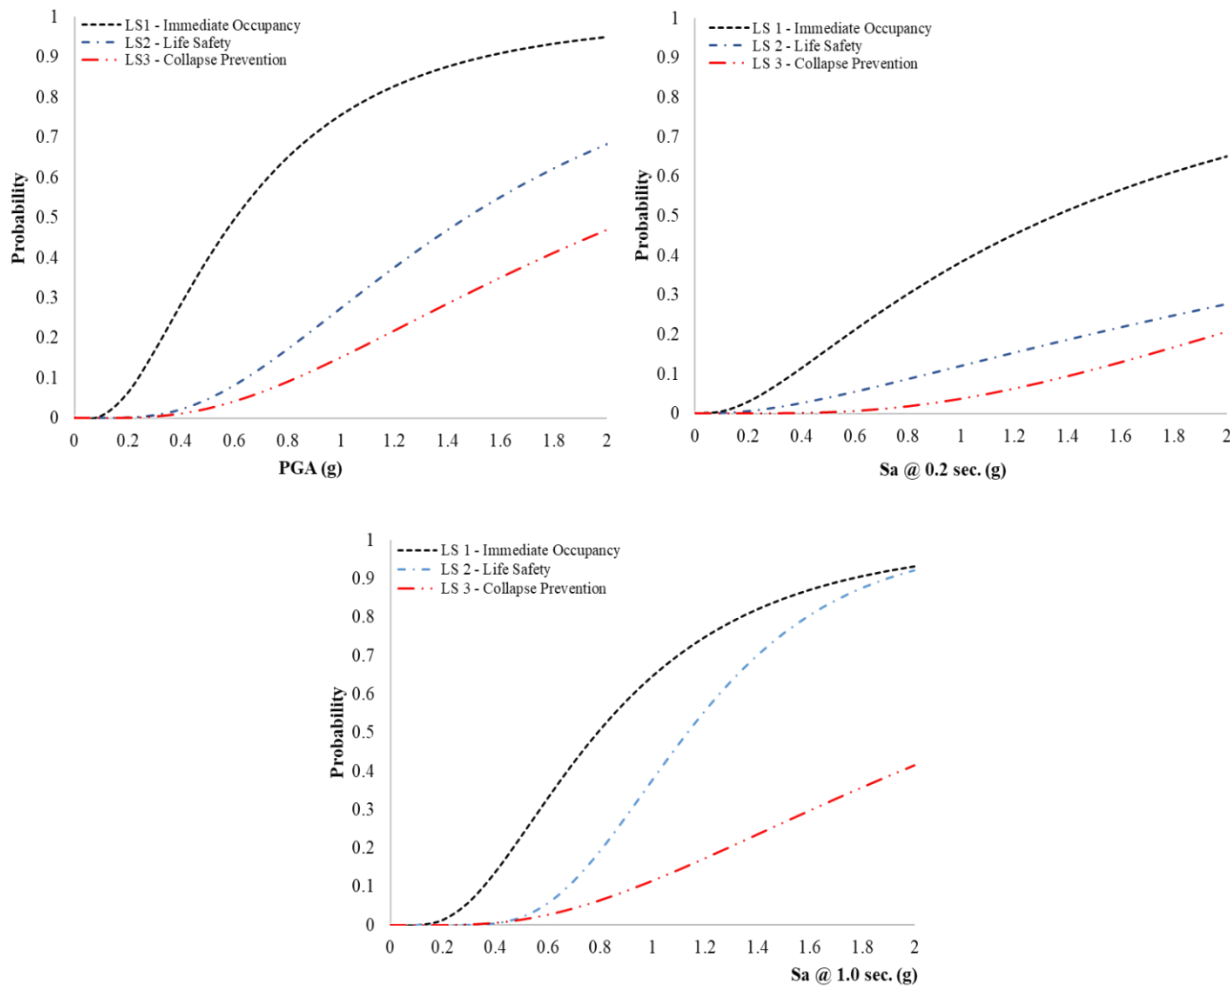 1
0.9
0.8
0.7
0.6
0.5
0.4
0.3
0.2
0.1
0
Probability
LS1 - Immediate Occupancy
LS2 - Life Safety
LS3 - Collapse Prevention
0 0.2 0.4 0.6 0.8 1 1.2 1.4 1.6 1.8 2
PGA (g)
1
0.9
0.8
0.7
0.6
0.5
0.4
0.3
0.2
0.1
0
Probability
LS 1 - Immediate Occupancy
LS 2 - Life Safety
LS 3 - Collapse Prevention
0 0.2 0.4 0.6 0.8 1 1.2 1.4 1.6 1.8 2
Sa @ 0.2 sec. (g)
1
0.9
0.8
0.7
0.6
0.5
0.4
0.3
0.2
0.1
0
Probability
LS 1 - Immediate Occupancy
LS 2 - Life Safety
LS 3 - Collapse Prevention
0 0.2 0.4 0.6 0.8 1 1.2 1.4 1.6 1.8 2
Sa @ 1.0 sec. (g)